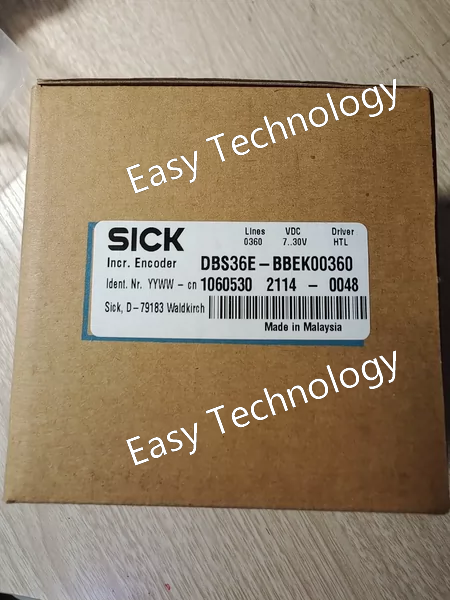 Easy Technology
SICK
Lines VDC Driver
0360 7..30V HTL
Incr. Encoder DBS36E-BBEK00360
Ident. Nr. YYWW-cn 1060530 2114 - 0048
Sick, D-79183 Waldkirch
Made in Malaysia
Easy Technology